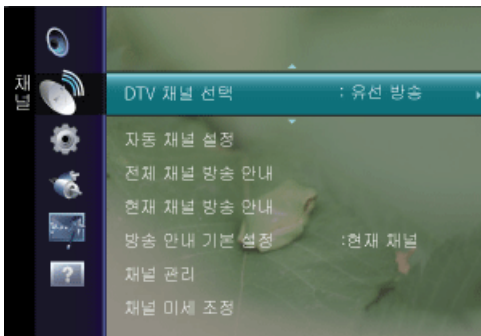 채널
DTV 채널 선택 : 유선 방송
자동 채널 설정
전체 채널 방송 안내
현재 채널 방송 안내
방송 안내 기본 설정 :현재 채널
채널 관리
채널 미세 조정